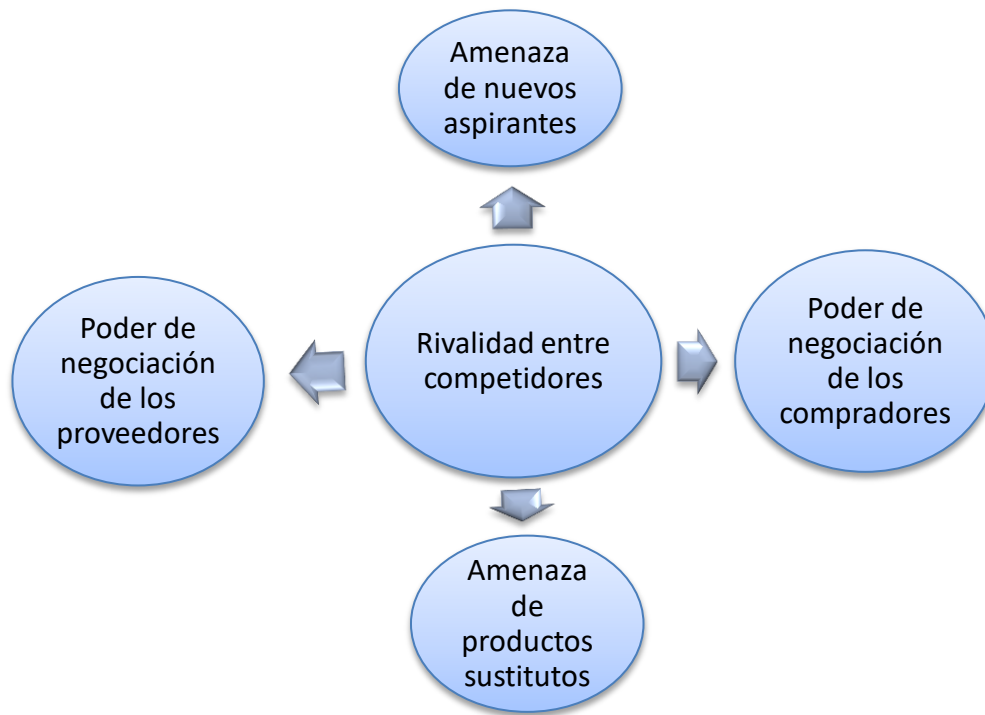 Amenaza
de nuevos
aspirantes
Poder de
negociación
de los
proveedores
Rivalidad entre
competidores
Poder de
negociación
de los
compradores
Amenaza
de
productos
sustitutos